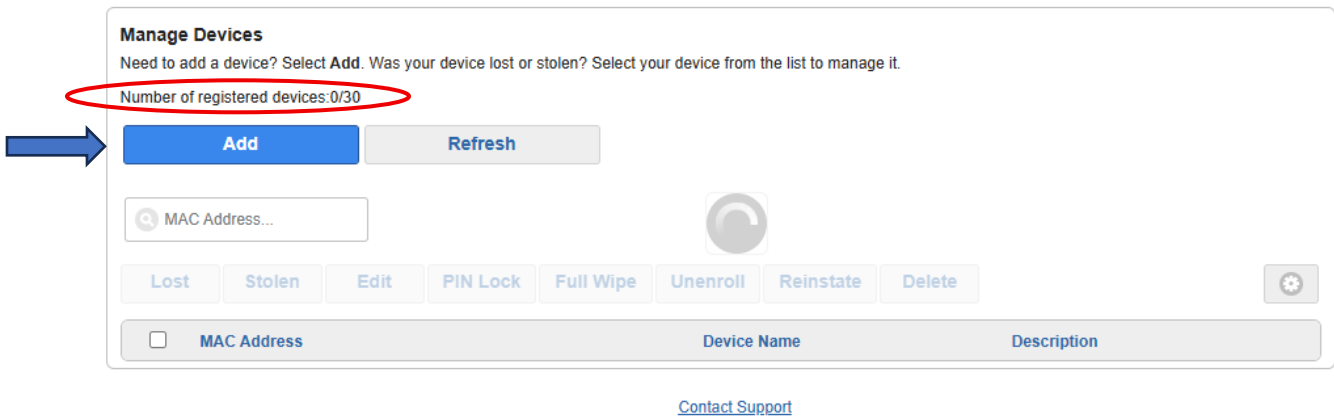 Manage Devices
Need to add a device? Select Add. Was your device lost or stolen? Select your device from the list to manage it.
Number of registered devices:0/30
Add Refresh
MAC Address...
Lost Stolen Edit PIN Lock Full Wipe Unenroll Reinstate Delete
MAC Address Device Name Description
Contact Support